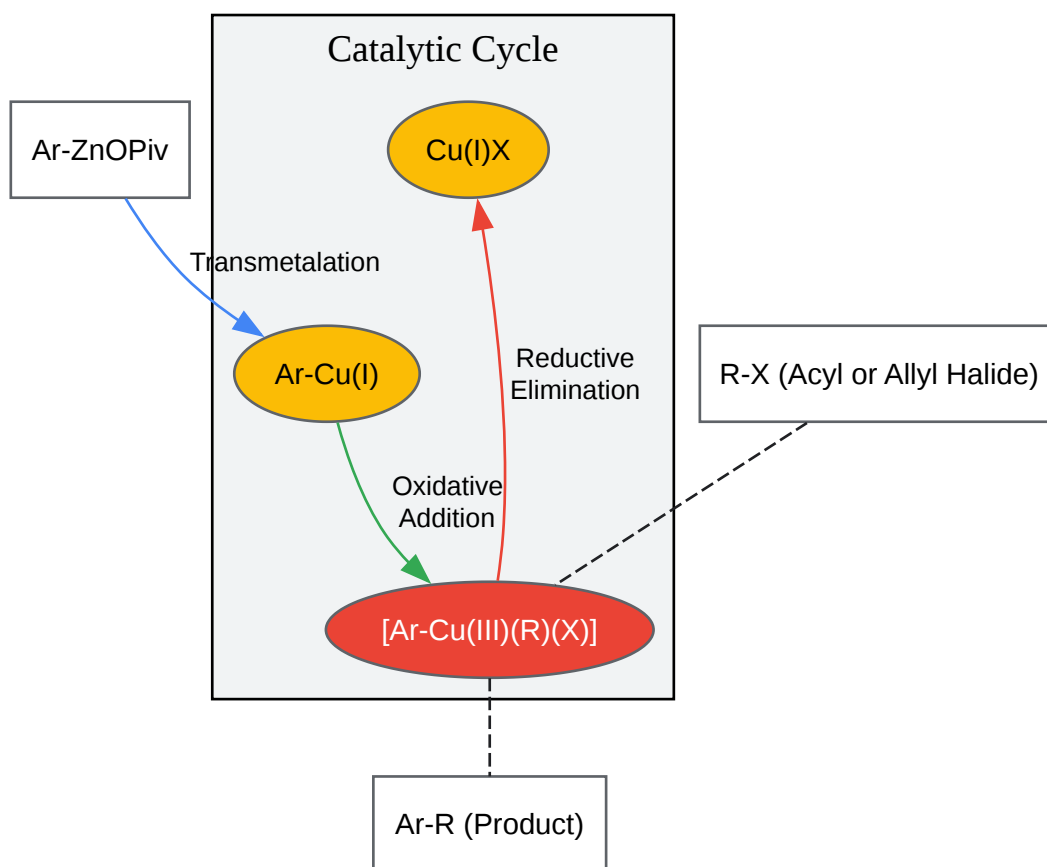 Catalytic Cycle
Ar-ZnOPiv
Cu(I)X
Transmetalation
Ar-Cu(I)
Reductive
Elimination
R-X (Acyl or Allyl Halide)
Oxidative
Addition
[Ar-Cu(III)(R)(X)]
Ar-R (Product)